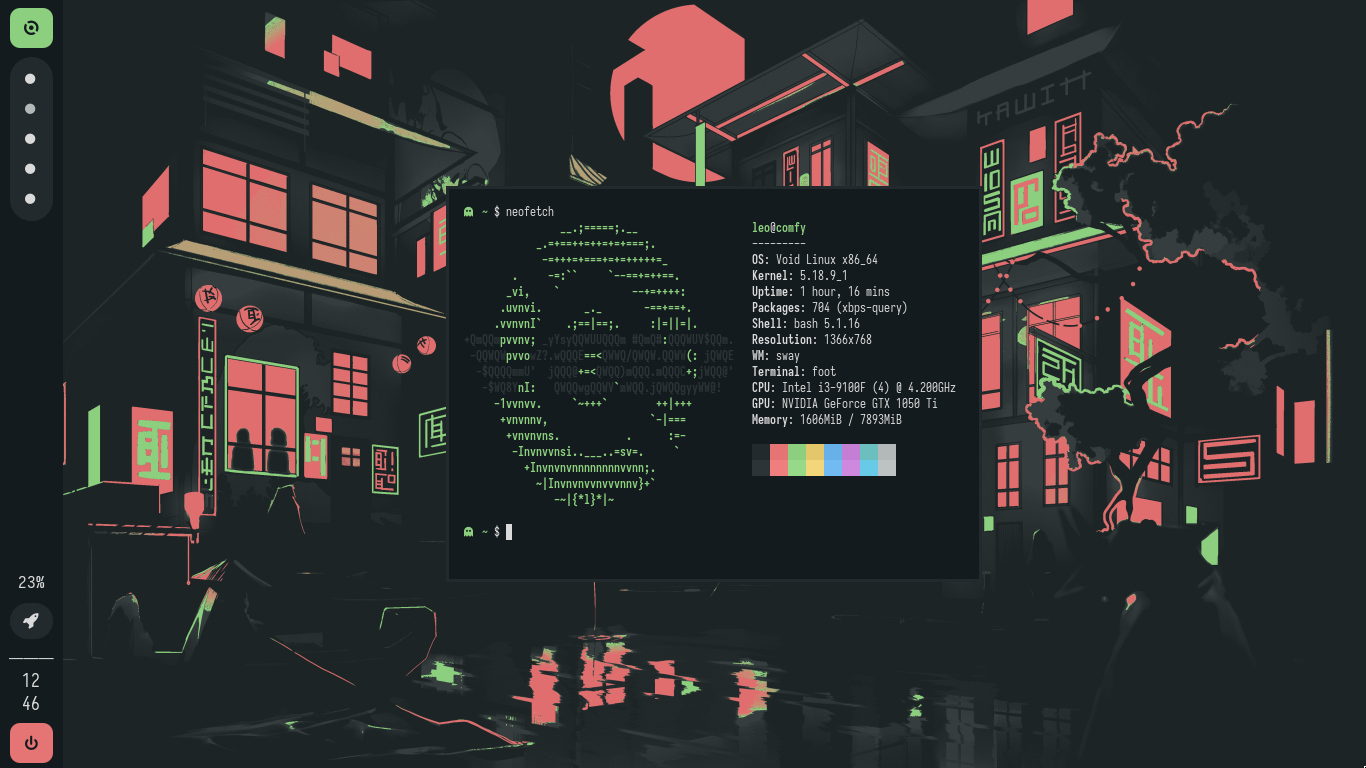 ~ $ neofetch
leo@comfy
---------
OS: Void Linux x86_64
Kernel: 5.18.9_1
Uptime: 1 hour, 16 mins
Packages: 704 (xbps-query)
Shell: bash 5.1.16
Resolution: 1366x768
WM: sway
Terminal: foot
CPU: Intel i3-9100F (4) @ 4.200GHz
GPU: NVIDIA GeForce GTX 1050 Ti
Memory: 1606MiB / 7893MiB
~ $
23%
12
46